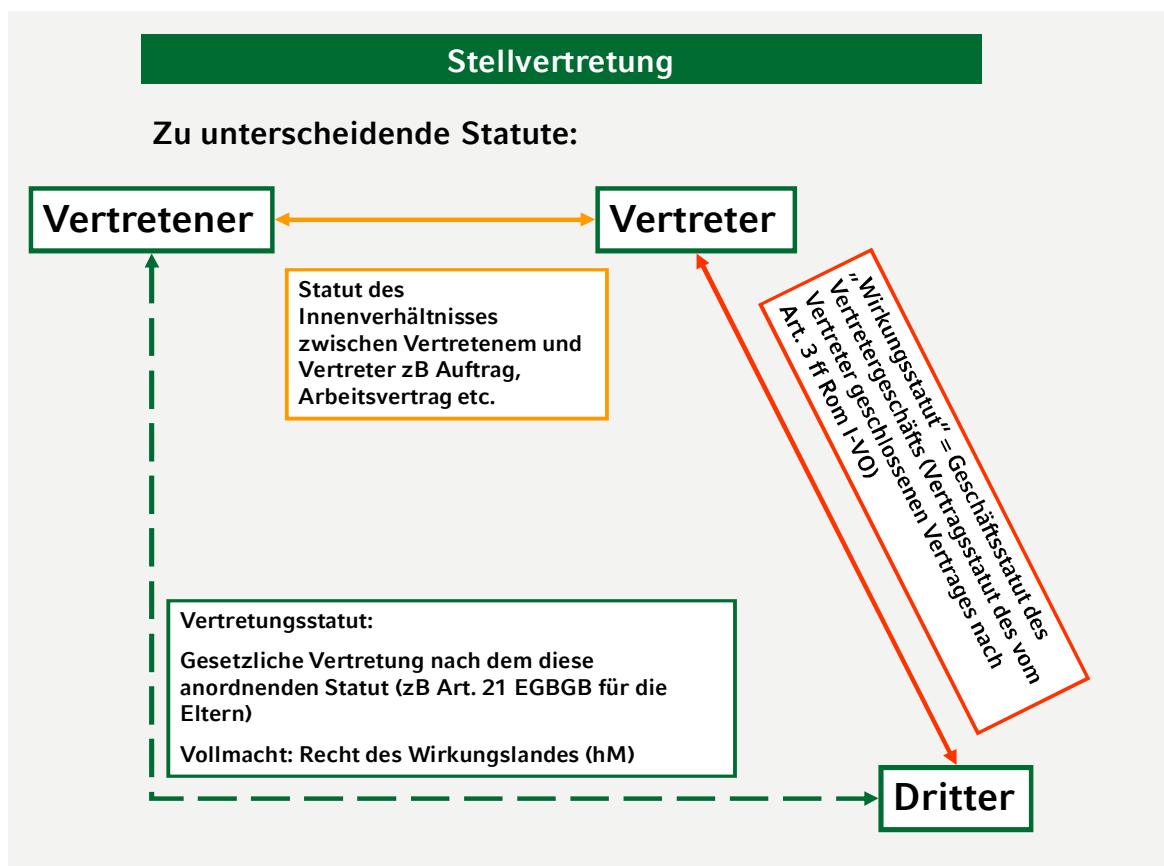 Stellvertretung
Zu unterscheidende Statute:
Vertretener
Vertreter
Statut des
Innenverhältnisses
zwischen Vertretenem und
Vertreter zB Auftrag,
Arbeitsvertrag etc.
„Wirkungsstatut“ = Geschäftsstatut des
Vertretergeschäfts (Vertragsstatut des vom
Vertreter geschlossenen Vertrages nach
Art. 3 ff Rom I-VO)
Vertretungsstatut:
Gesetzliche Vertretung nach dem diese
anordnenden Statut (zB Art. 21 EGBGB für die
Eltern)
Vollmacht: Recht des Wirkungslandes (hM)
Dritter